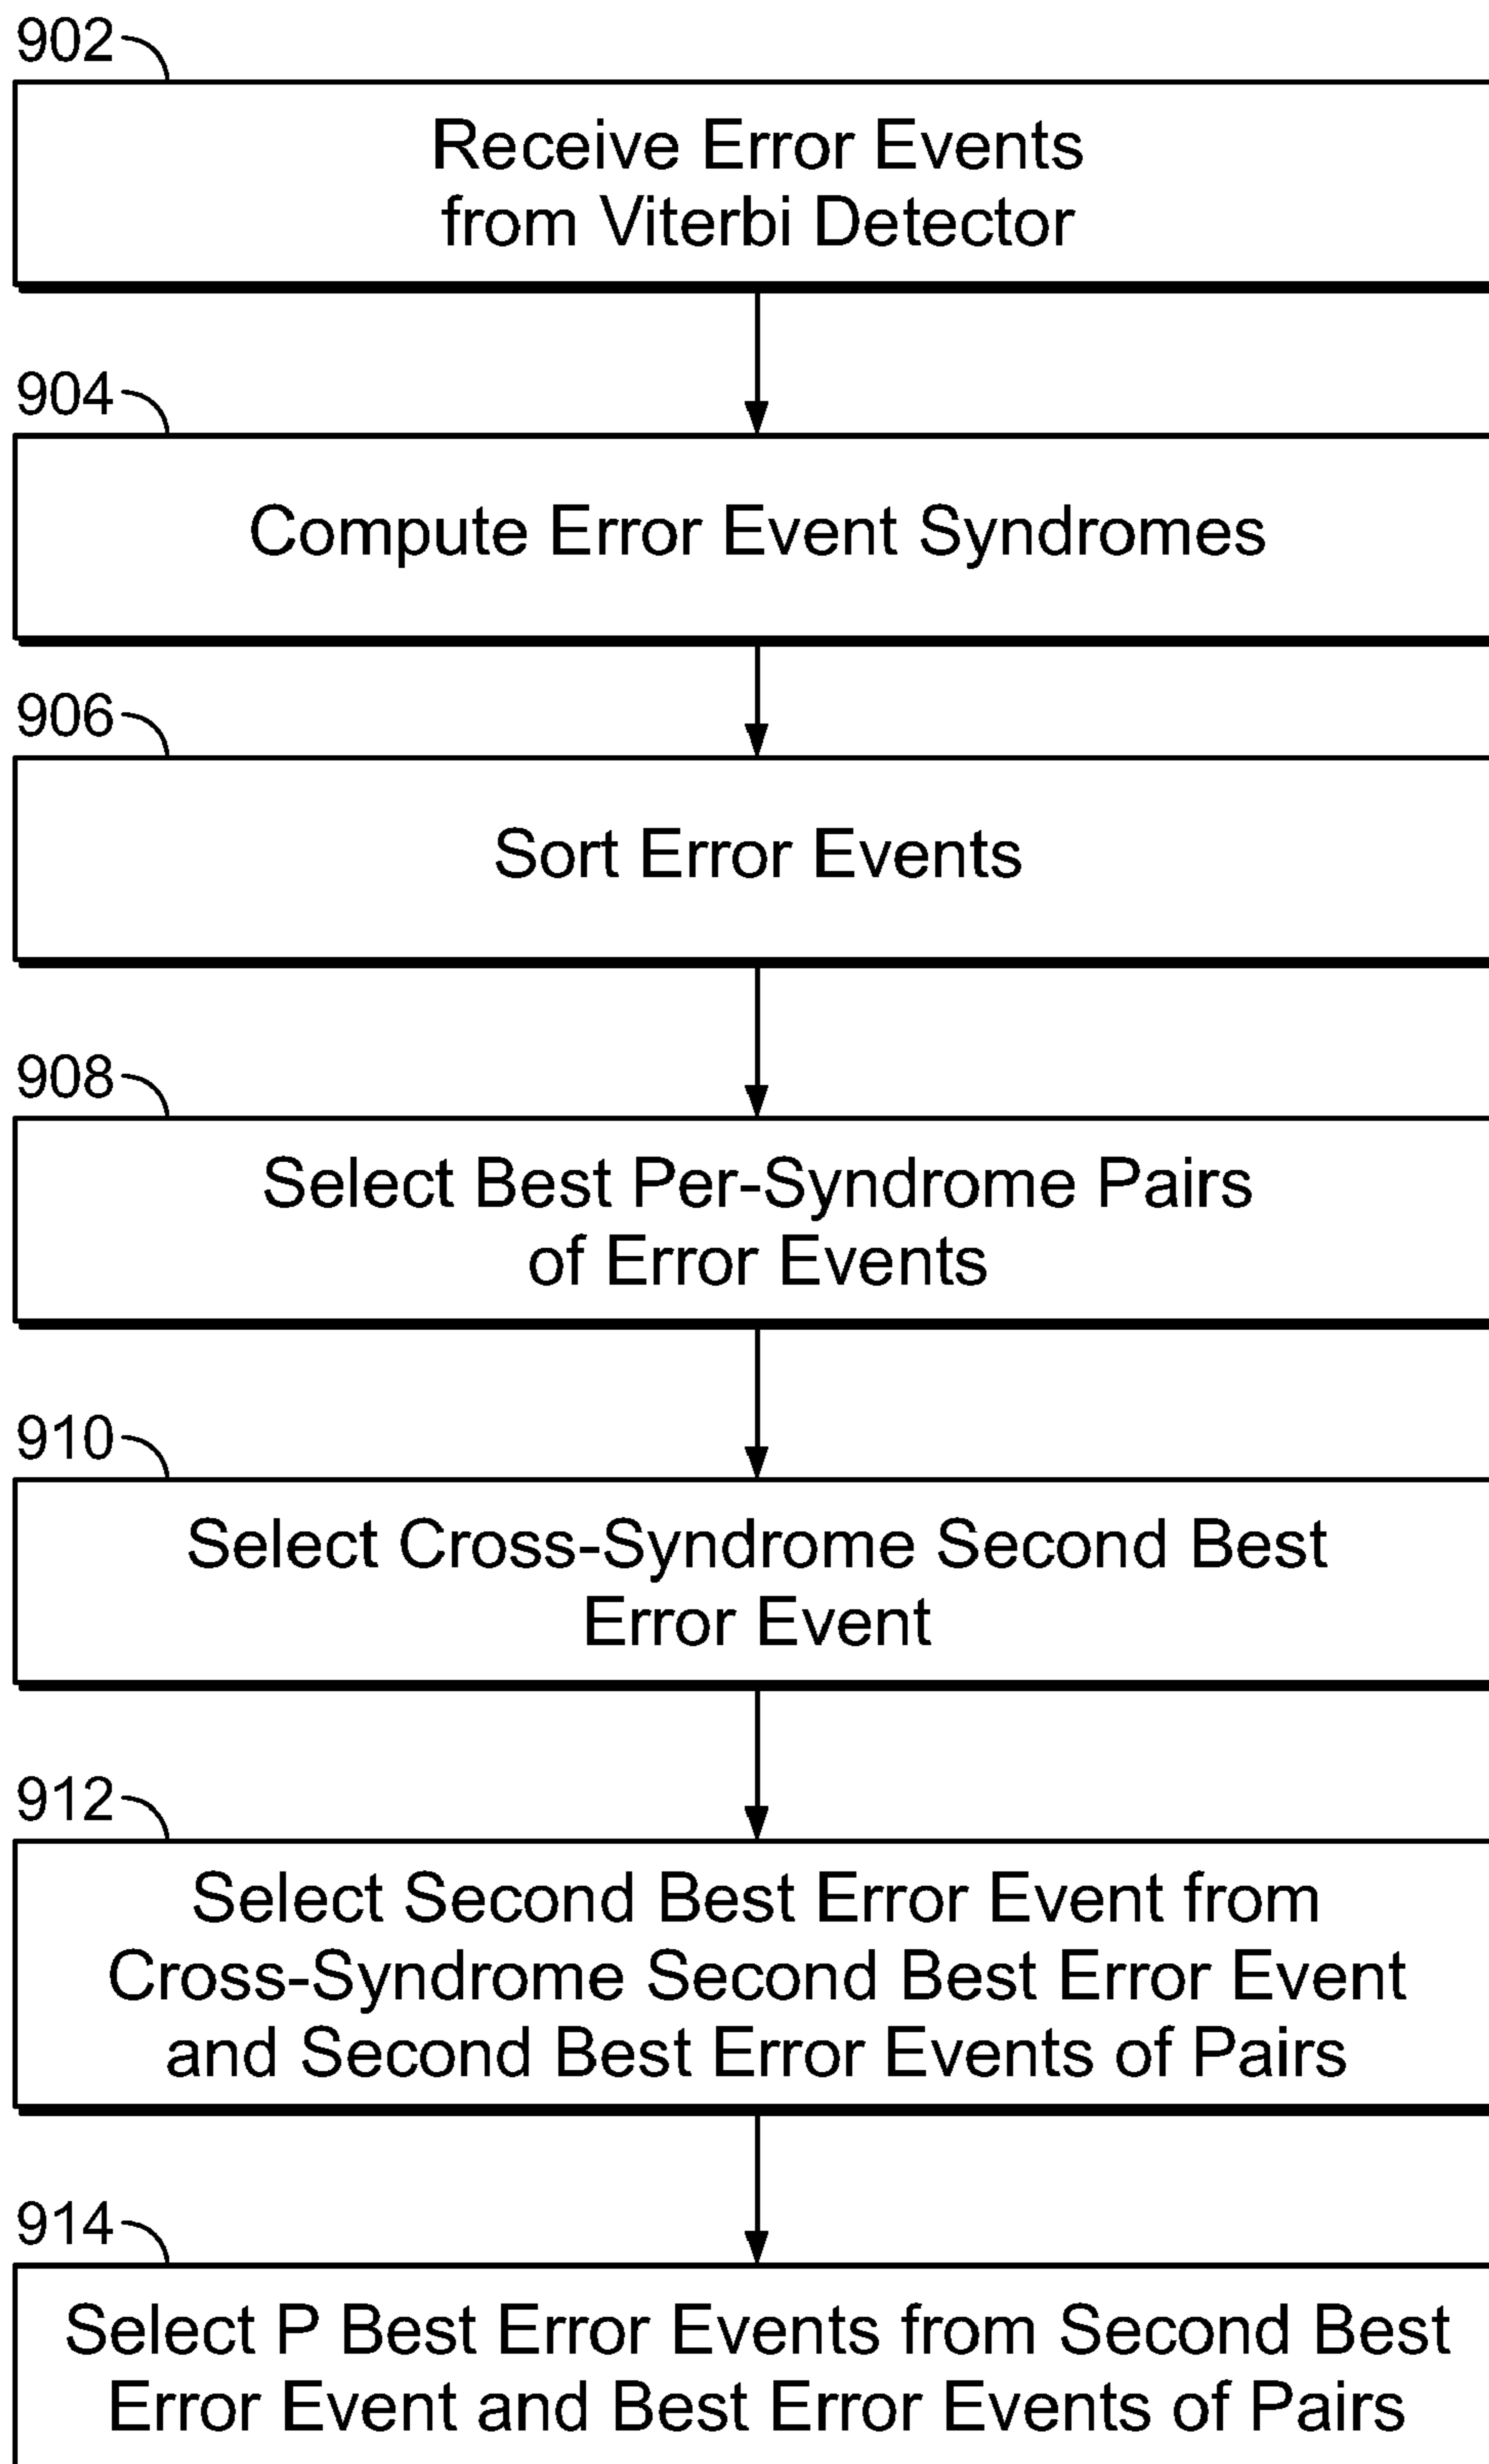 902
Receive Error Events
from Viterbi Detector
904
Compute Error Event Syndromes
906
Sort Error Events
908
Select Best Per-Syndrome Pairs
of Error Events
910
Select Cross-Syndrome Second Best
Error Event
912
Select Second Best Error Event from
Cross-Syndrome Second Best Error Event
and Second Best Error Events of Pairs
914
Select P Best Error Events from Second Best
Error Event and Best Error Events of Pairs